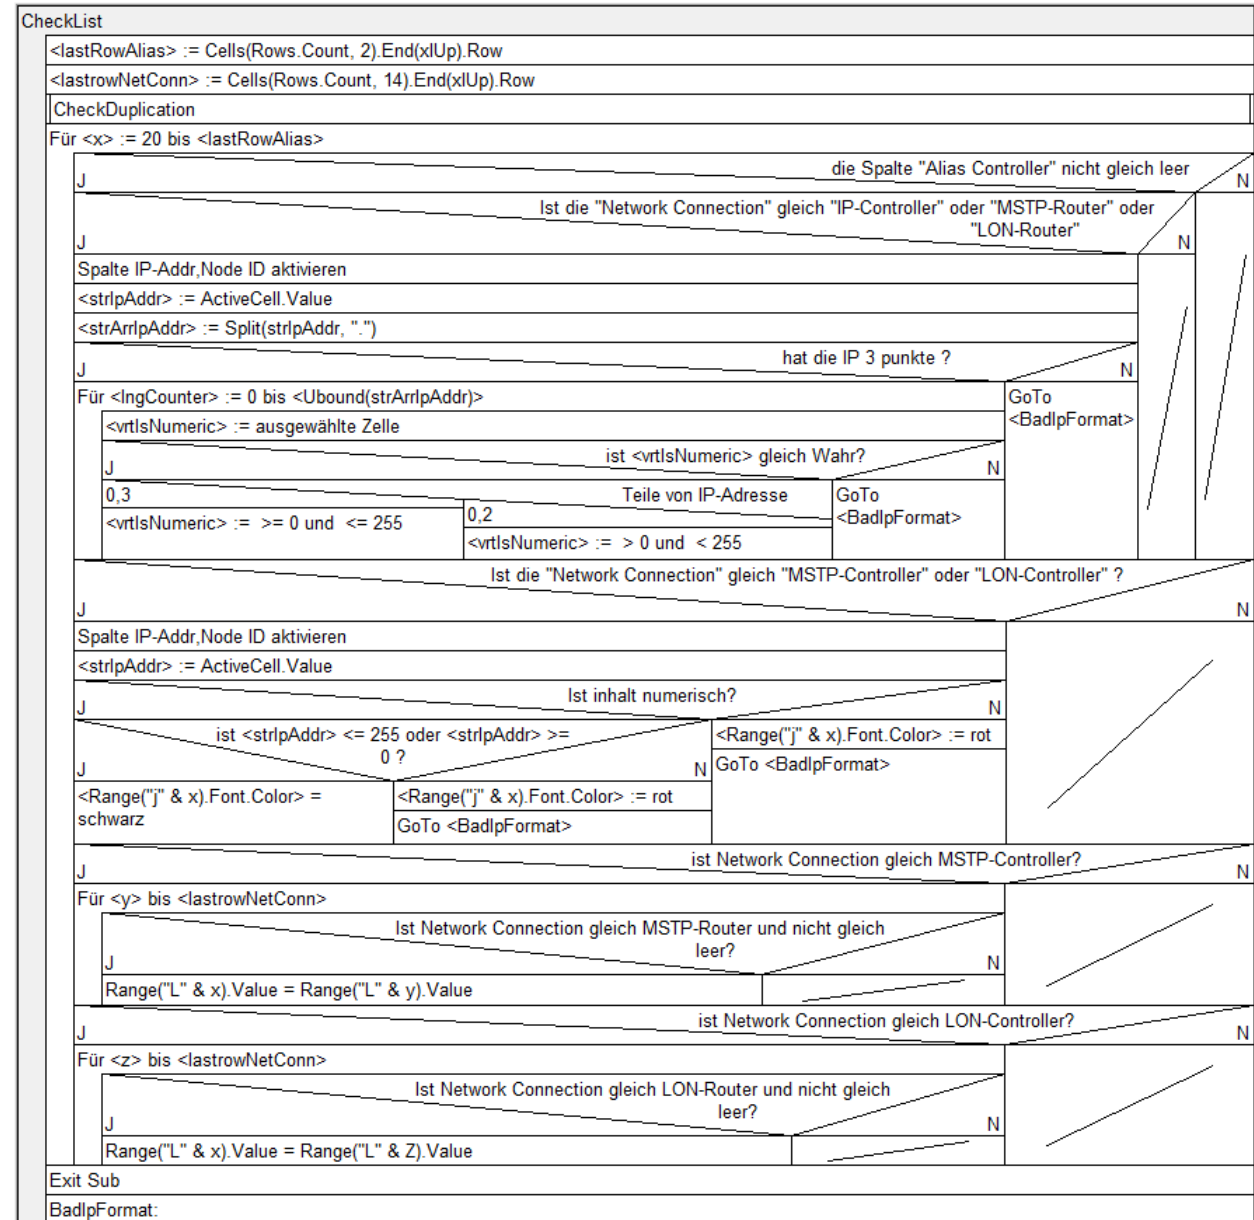 CheckList
<lastRowAlias> := Cells(Rows.Count, 2).End(xlUp).Row
<lastrowNetConn> := Cells(Rows.Count, 14).End(xlUp).Row
CheckDuplication
Für <x> := 20 bis <lastRowAlias>
die Spalte "Alias Controller" nicht gleich leer
J
N
Ist die "Network Connection" gleich "IP-Controller" oder "MSTP-Router" oder
"LON-Router"
J
N
Spalte IP-Addr,Node ID aktivieren
<strIpAddr> := ActiveCell.Value
<strArrIpAddr> := Split(strIpAddr, ".")
hat die IP 3 punkte ?
J
N
Für <lngCounter> := 0 bis <Ubound(strArrIpAddr)>
GoTo
<BadIpFormat>
<vrtIsNumeric> := ausgewählte Zelle
ist <vrtIsNumeric> gleich Wahr?
J
N
0,3
Teile von IP-Adresse
GoTo
<BadIpFormat>
<vrtIsNumeric> := >= 0 und <= 255
0,2
<vrtIsNumeric> := > 0 und < 255
Ist die "Network Connection" gleich "MSTP-Controller" oder "LON-Controller" ?
J
N
Spalte IP-Addr,Node ID aktivieren
<strIpAddr> := ActiveCell.Value
Ist inhalt numerisch?
J
N
ist <strIpAddr> <= 255 oder <strIpAddr> >=
0 ?
J
N
<Range("j" & x).Font.Color> := rot
GoTo <BadIpFormat>
<Range("j" & x).Font.Color> =
schwarz
<Range("j" & x).Font.Color> := rot
GoTo <BadIpFormat>
ist Network Connection gleich MSTP-Controller?
J
N
Für <y> bis <lastrowNetConn>
Ist Network Connection gleich MSTP-Router und nicht gleich
leer?
J
N
Range("L" & x).Value = Range("L" & y).Value
ist Network Connection gleich LON-Controller?
J
N
Für <z> bis <lastrowNetConn>
Ist Network Connection gleich LON-Router und nicht gleich
leer?
J
N
Range("L" & x).Value = Range("L" & Z).Value
Exit Sub
BadIpFormat: